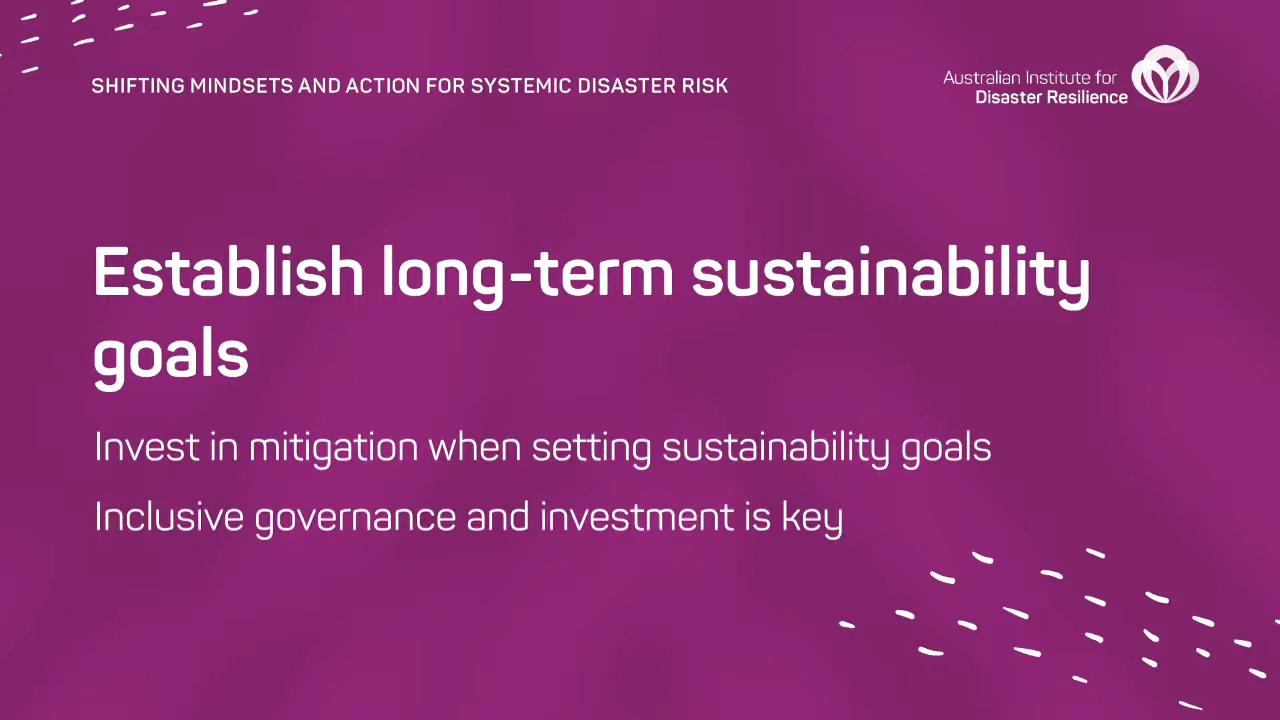 SHIFTING MINDSETS AND ACTION FOR SYSTEMIC DISASTER RISK
Australian Institute for
Disaster Resilience
Establish long-term sustainability
goals
Invest in mitigation when setting sustainability goals
Inclusive governance and investment is key